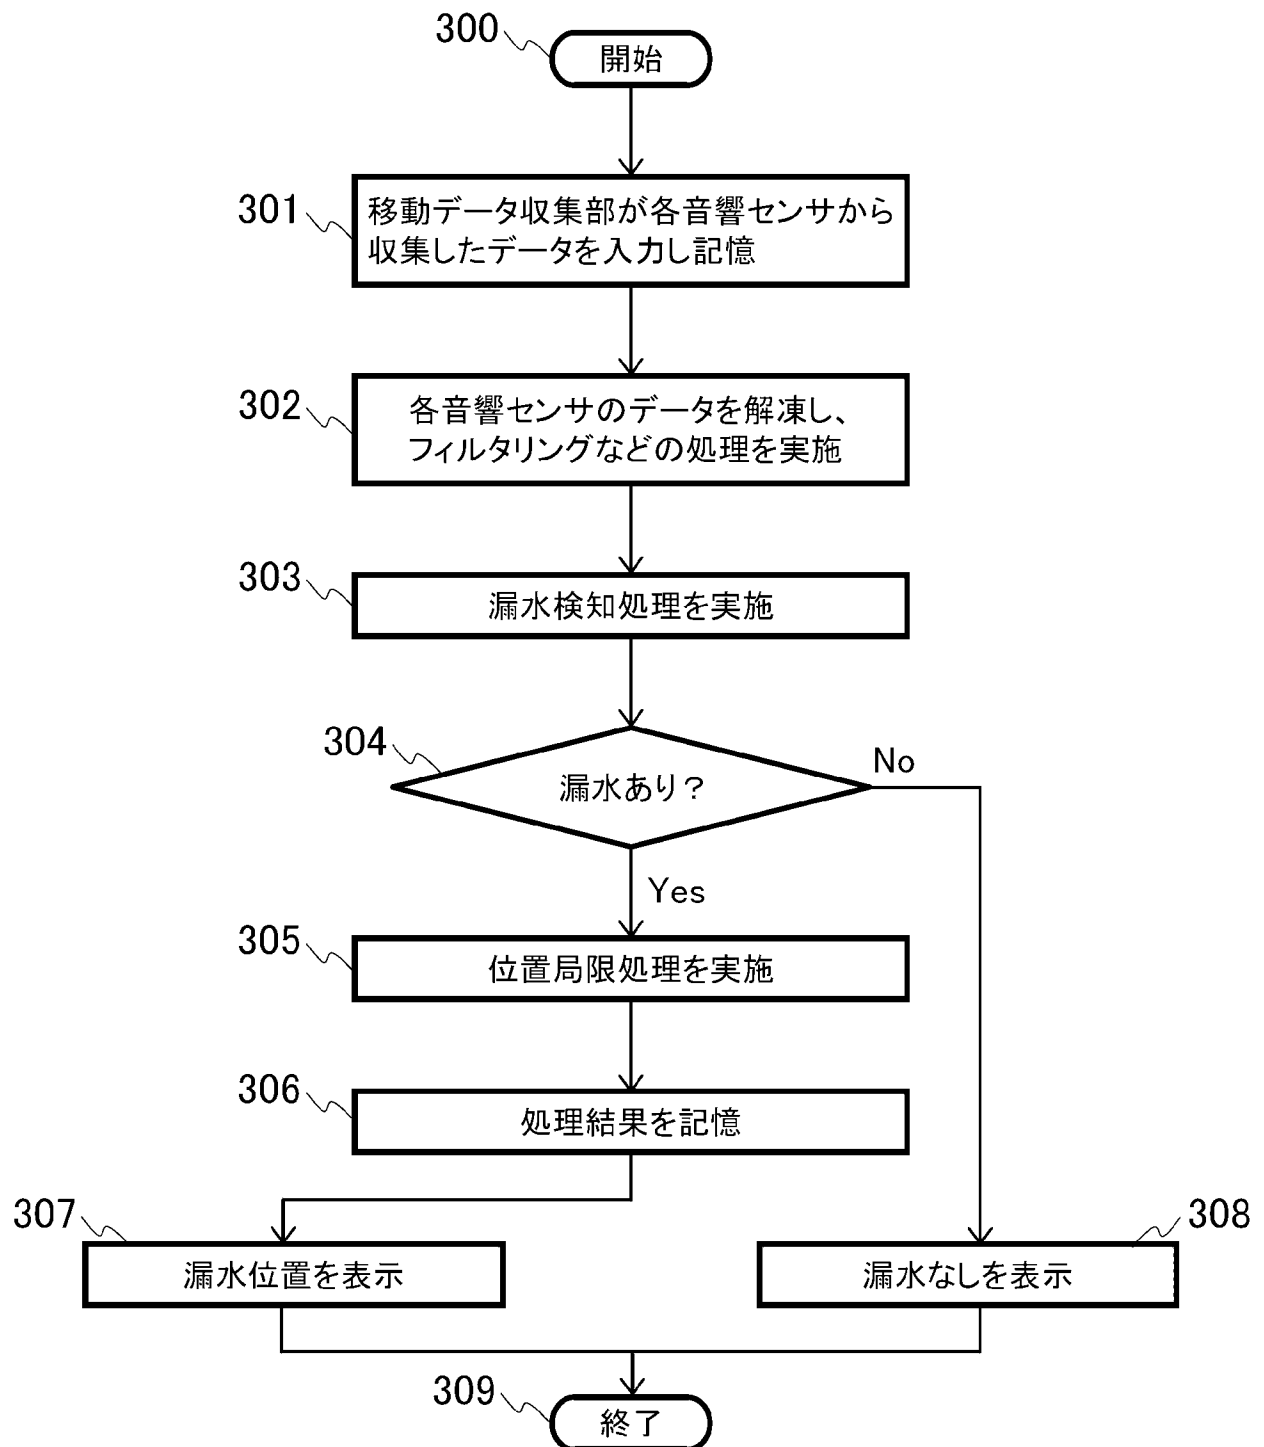 300
開始
301
移動データ収集部が各音響センサから
収集したデータを入力し記憶
302
各音響センサのデータを解凍し、
フィルタリングなどの処理を実施
303
漏水検知処理を実施
304
漏水あり?
No
Yes
305
位置局限処理を実施
306
処理結果を記憶
307
漏水位置を表示
308
漏水なしを表示
309
終了